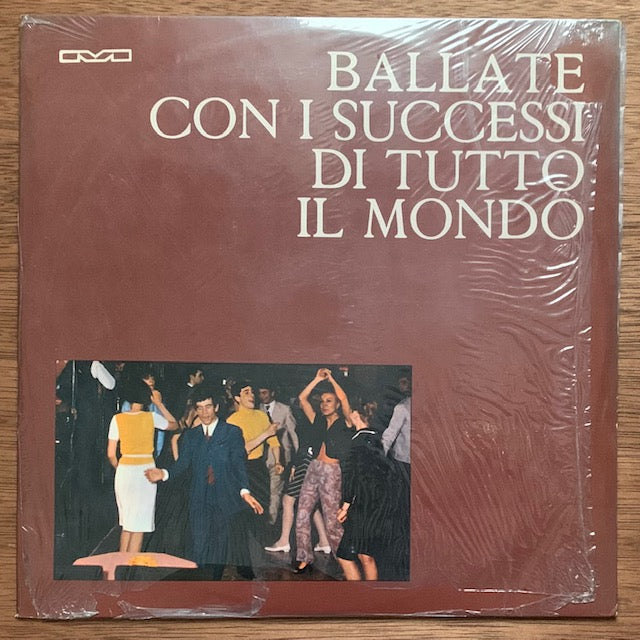 BALLATE
CON I SUCCESSI
DI TUTTO
IL MONDO